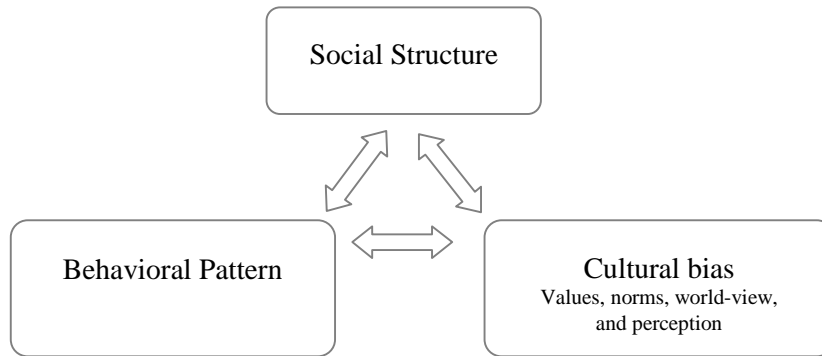 Social Structure
Behavioral Pattern
Cultural bias
Values, norms, world-view,
and perception